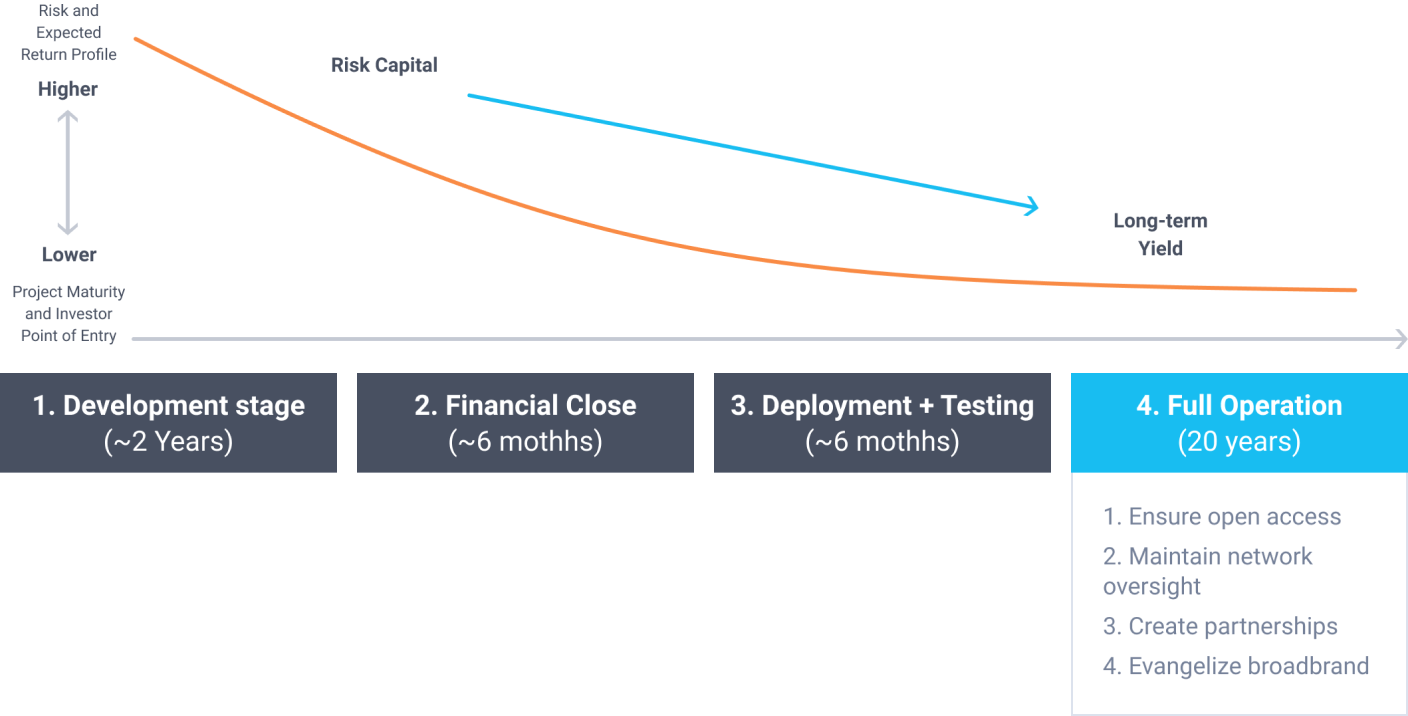 Risk and
Expected
Return Profile
Higher
Risk Capital
Long-term
Yield
Lower
Project Maturity
and Investor
Point of Entry
1. Development stage
(~2 Years)
2. Financial Close
(~6 mothhs)
3. Deployment + Testing
(~6 mothhs)
4. Full Operation
(20 years)
1. Ensure open access
2. Maintain network
oversight
3. Create partnerships
4. Evangelize broadbrand